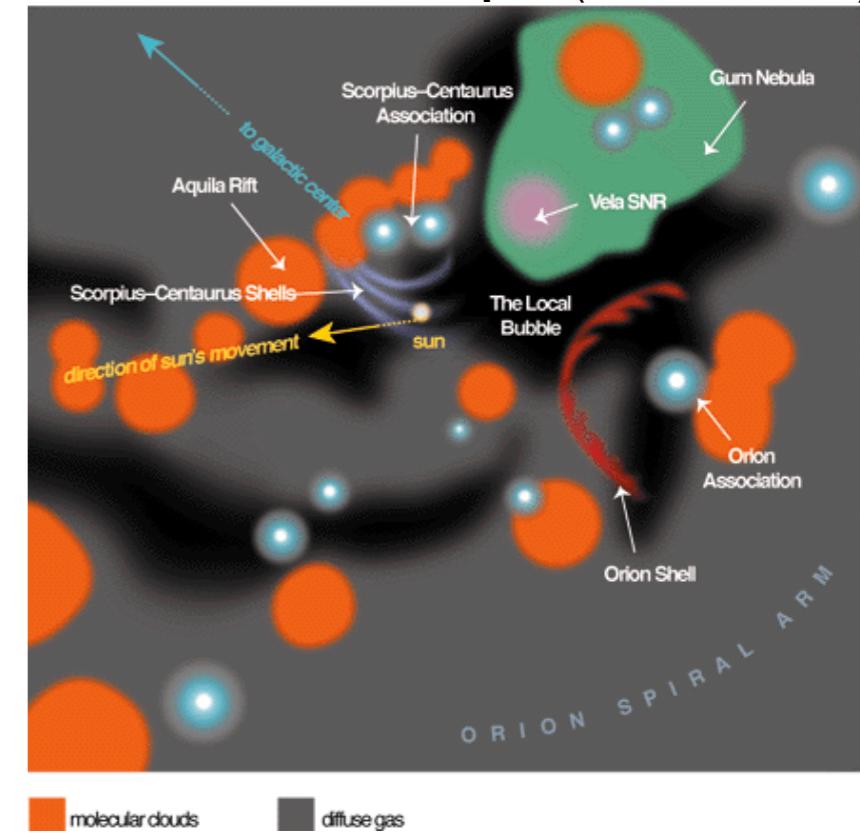 Gum Nebula
Scorpius–Centaurus
Association
to galactic center
Aquila Rift
Vela SNR
Scorpius–Centaurus Shells
The Local
Bubble
direction of sun's movement
sun
Orion
Association
Orion Shell
ORION SPIRAL ARM
molecular clouds
diffuse gas